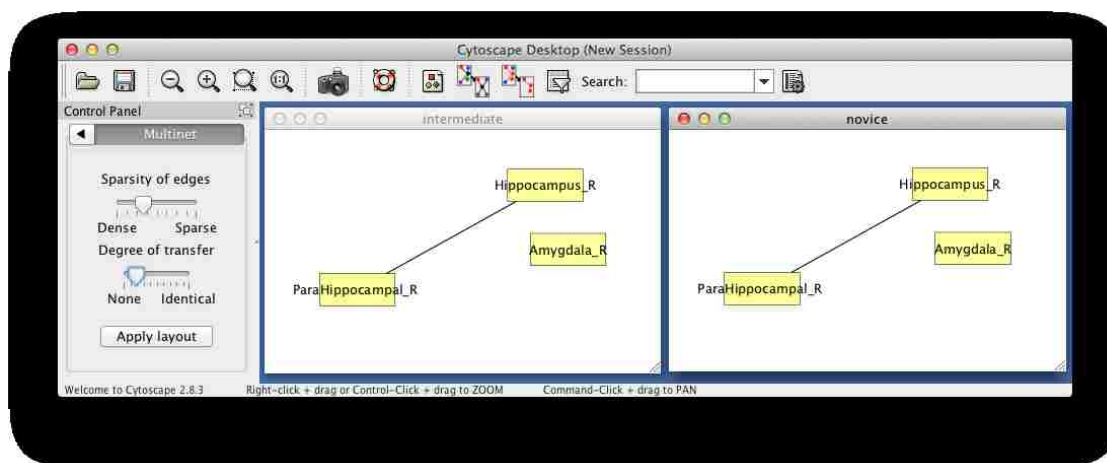 Cytoscape Desktop (New Session)
Search:
Control Panel
Multinet
Sparsity of edges
Dense Sparse
Degree of transfer
None Identical
Apply layout
intermediate
Hippocampus_R
Amygdala_R
ParaHippocampal_R
novice
Hippocampus_R
Amygdala_R
ParaHippocampal_R
Welcome to Cytoscape 2.8.3 Right-click + drag or Control-Click + drag to ZOOM Command-Click + drag to PAN